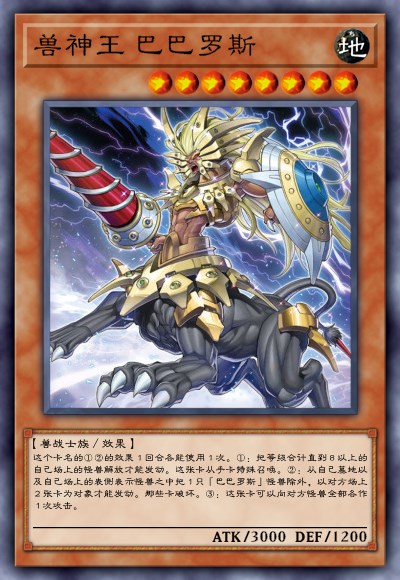 兽神王 巴巴罗斯
地
【兽战士族／效果】
这个卡名的①②的效果1回合各能使用1次。①：把等级合计直到8以上的
自己场上的怪兽解放才能发动。这张卡从手卡特殊召唤。②：从自己墓地以
及自己场上的表侧表示怪兽之中把1只「巴巴罗斯」怪兽除外，以对方场上
2张卡为对象才能发动。那些卡破坏。③：这张卡可以向对方怪兽全部各作
1次攻击。
ATK/3000 DEF/1200